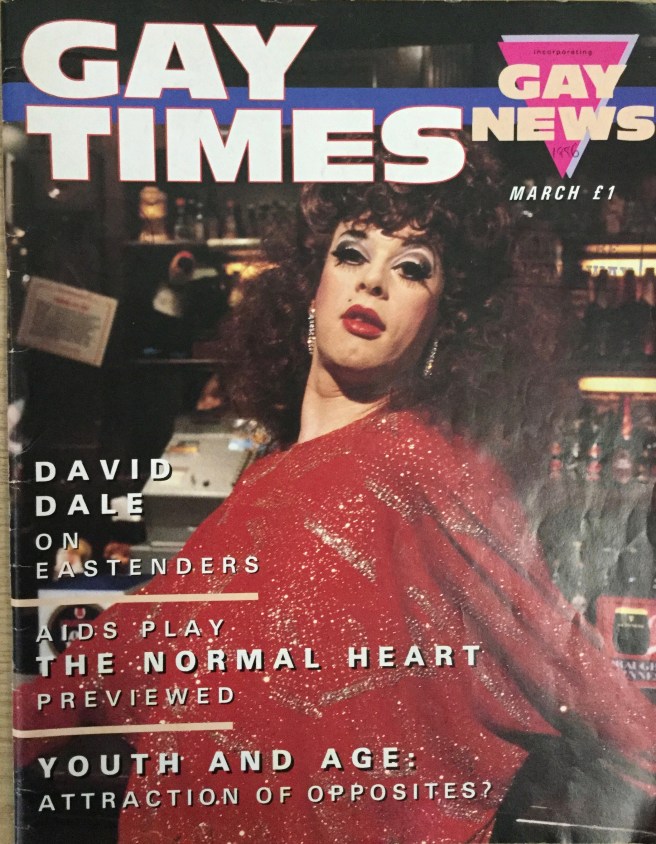 GAY
TIMES
incorporating
GAY
NEWS
1986
MARCH £1
DAVID
DALE
ON
EASTENDERS
AIDS PLAY
THE NORMAL HEART
PREVIEWED
YOUTH AND AGE:
ATTRACTION OF OPPOSITES?